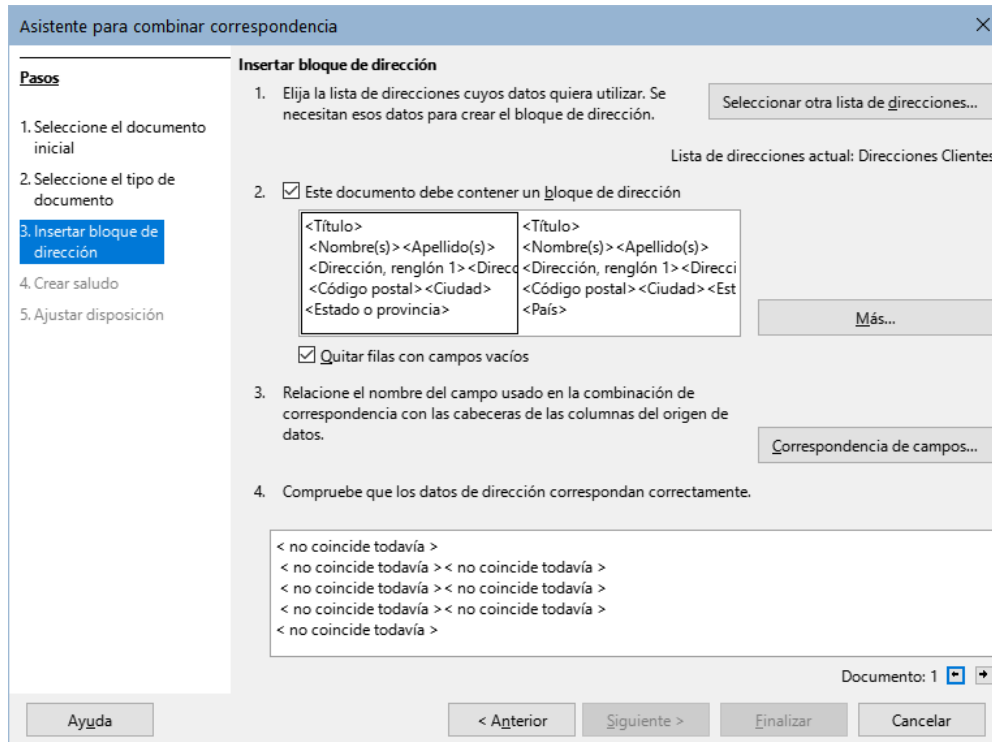 Asistente para combinar correspondencia
Pasos
1. Seleccione el documento
inicial
2. Seleccione el tipo de
documento
3. Insertar bloque de
dirección
4. Crear saludo
5. Ajustar disposición
Insertar bloque de dirección
1. Elija la lista de direcciones cuyos datos quiera utilizar. Se
necesitan esos datos para crear el bloque de dirección.
Seleccionar otra lista de direcciones...
Lista de direcciones actual: Direcciones Clientes
2. Este documento debe contener un bloque de dirección
<Título>
<Nombre(s)><Apellido(s)>
<Dirección, renglón 1><Direcc
<Código postal><Ciudad>
<Estado o provincia>
<Título>
<Nombre(s)><Apellido(s)>
<Dirección, renglón 1><Direcci
<Código postal><Ciudad><Est
<País>
Más...
Quitar filas con campos vacíos
3. Relacione el nombre del campo usado en la combinación de
correspondencia con las cabeceras de las columnas del origen de
datos.
Correspondencia de campos...
4. Compruebe que los datos de dirección correspondan correctamente.
< no coincide todavía >
< no coincide todavía >< no coincide todavía >
< no coincide todavía >< no coincide todavía >
< no coincide todavía >< no coincide todavía >
< no coincide todavía >
Documento: 1
Ayuda
< Anterior
Siguiente >
Finalizar
Cancelar